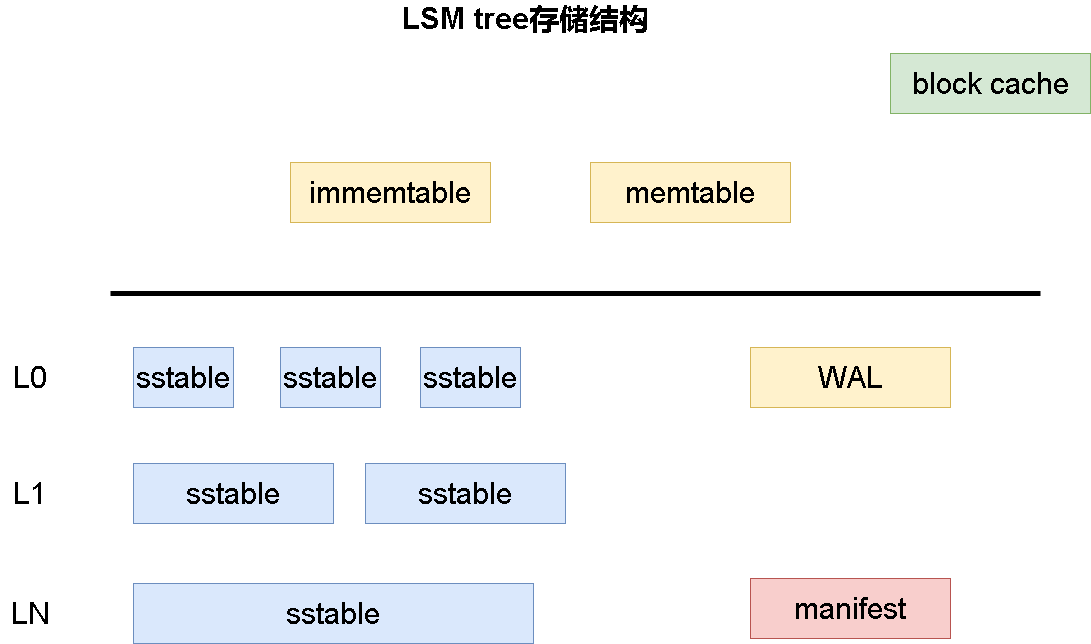 LSM tree存储结构
block cache
immemtable
memtable
L0
sstable
sstable
sstable
WAL
L1
sstable
sstable
LN
sstable
manifest